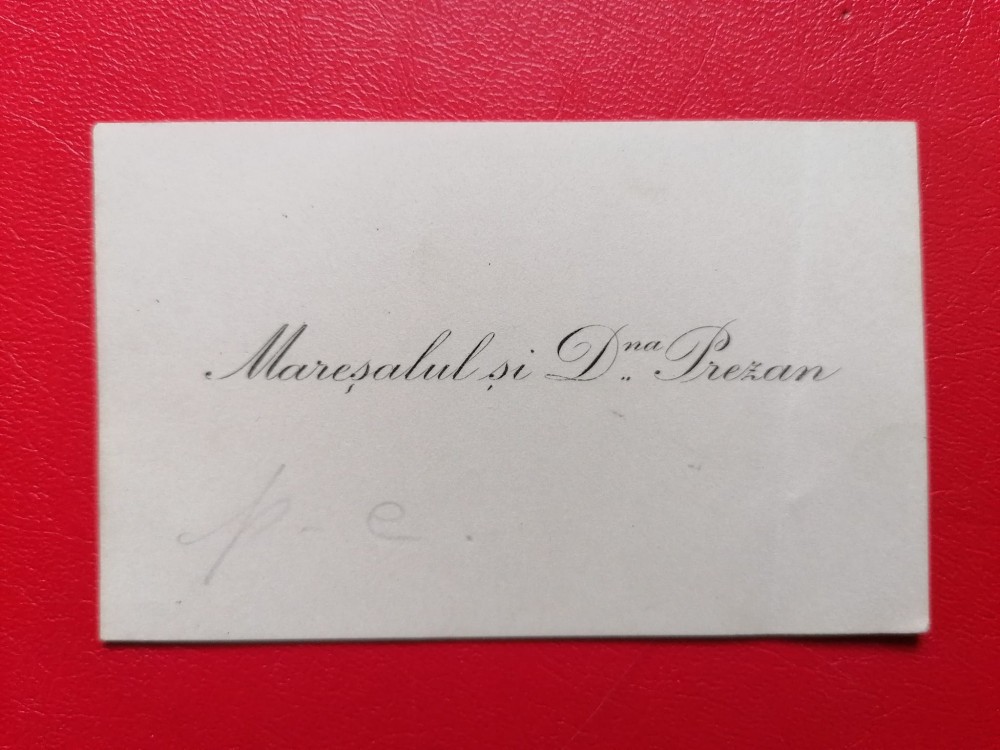 Mareșalul și D.na Prezan
p. c.